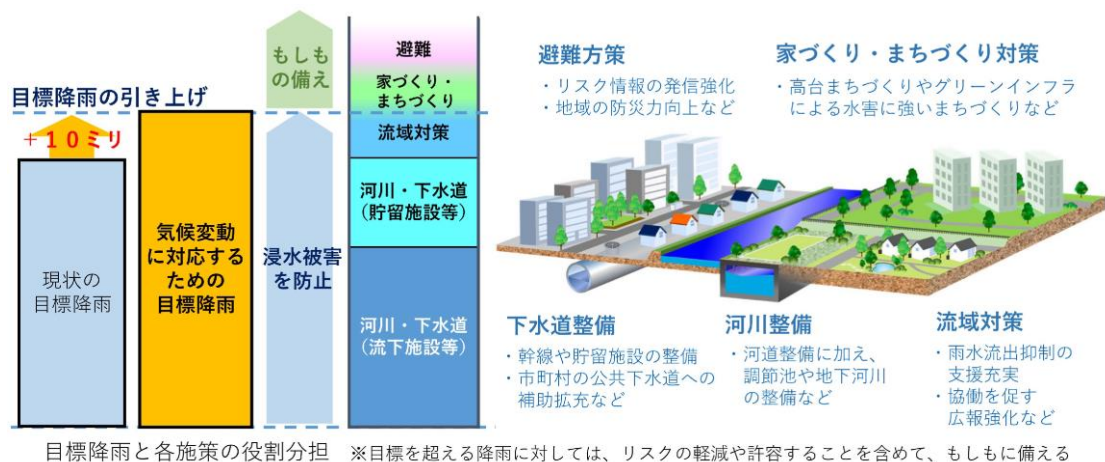 目標降雨の引き上げ
+10ミリ
現状の
目標降雨
気候変動
に対応する
ための
目標降雨
もしも
の備え
浸水被害
を防止
避難
家づくり・
まちづくり
流域対策
河川・下水道
(貯留施設等)
河川・下水道
(流下施設等)
避難方策
・リスク情報の発信強化
・地域の防災力向上など
家づくり・まちづくり対策
・高台まちづくりやグリーンインフラ
による水害に強いまちづくりなど
下水道整備
・幹線や貯留施設の整備
・市町村の公共下水道への
補助拡充など
河川整備
・河道整備に加え、
調節池や地下河川
の整備など
流域対策
・雨水流出抑制の
支援充実
・協働を促す
広報強化など
目標降雨と各施策の役割分担 ※目標を超える降雨に対しては、リスクの軽減や許容することを含めて、もしもに備える